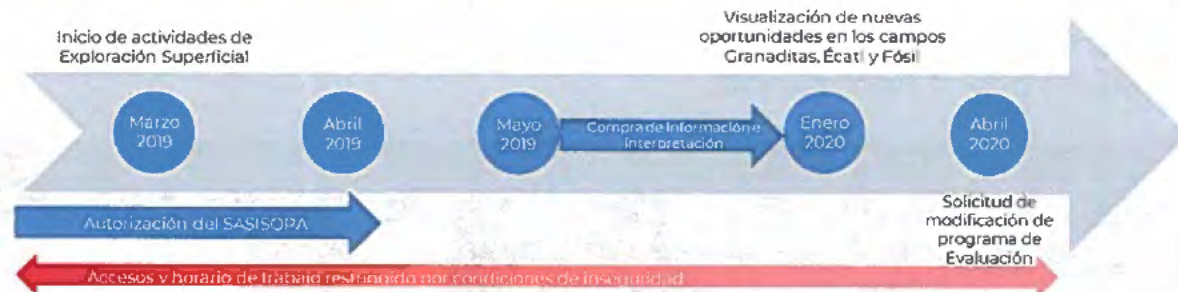 Inicio de actividades de
Exploración Superficial
Visualización de nuevas
oportunidades en los campos
Granaditas, Écatl y Fósil
Marzo
2019
Abril
2019
Mayo
2019
Compra de Información e
interpretación
Enero
2020
Abril
2020
Autorización del SASISOPA
Solicitud de
modificación de
programa de
Evaluación
Accesos y horario de trabajo restringido por condiciones de inseguridad